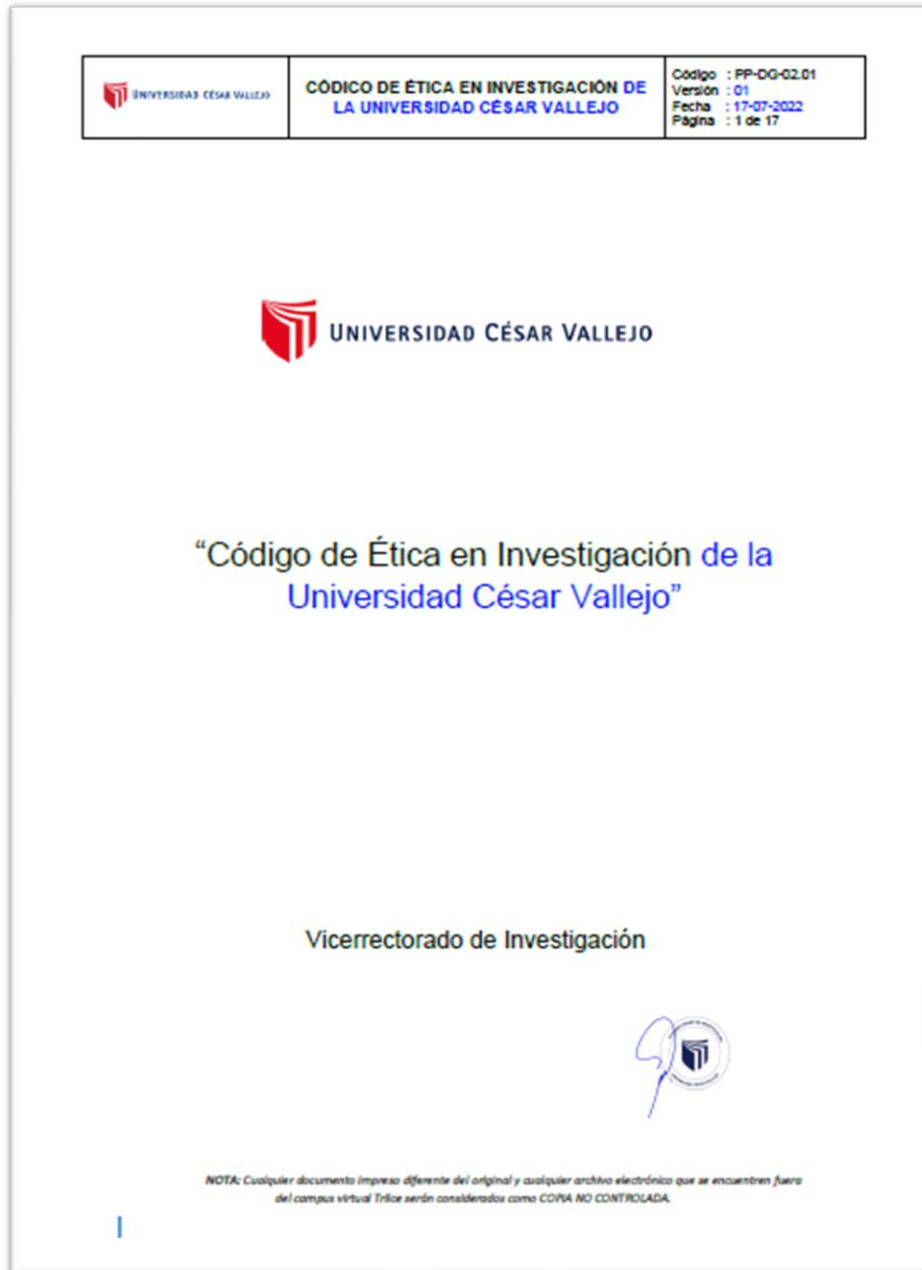 UNIVERSIDAD CÉSAR VALLEJO
CÓDICO DE ÉTICA EN INVESTIGACIÓN DE
LA UNIVERSIDAD CÉSAR VALLEJO
Código : PP-DG-02.01
Versión : 01
Fecha : 17-07-2022
Página : 1 de 17
UNIVERSIDAD CÉSAR VALLEJO
“Código de Ética en Investigación de la
Universidad César Vallejo”
Vicerrectorado de Investigación
NOTA: Cualquier documento impreso diferente del original y cualquier archivo electrónico que se encuentren fuera
del campus virtual Trilce serán considerados como COPIA NO CONTROLADA.